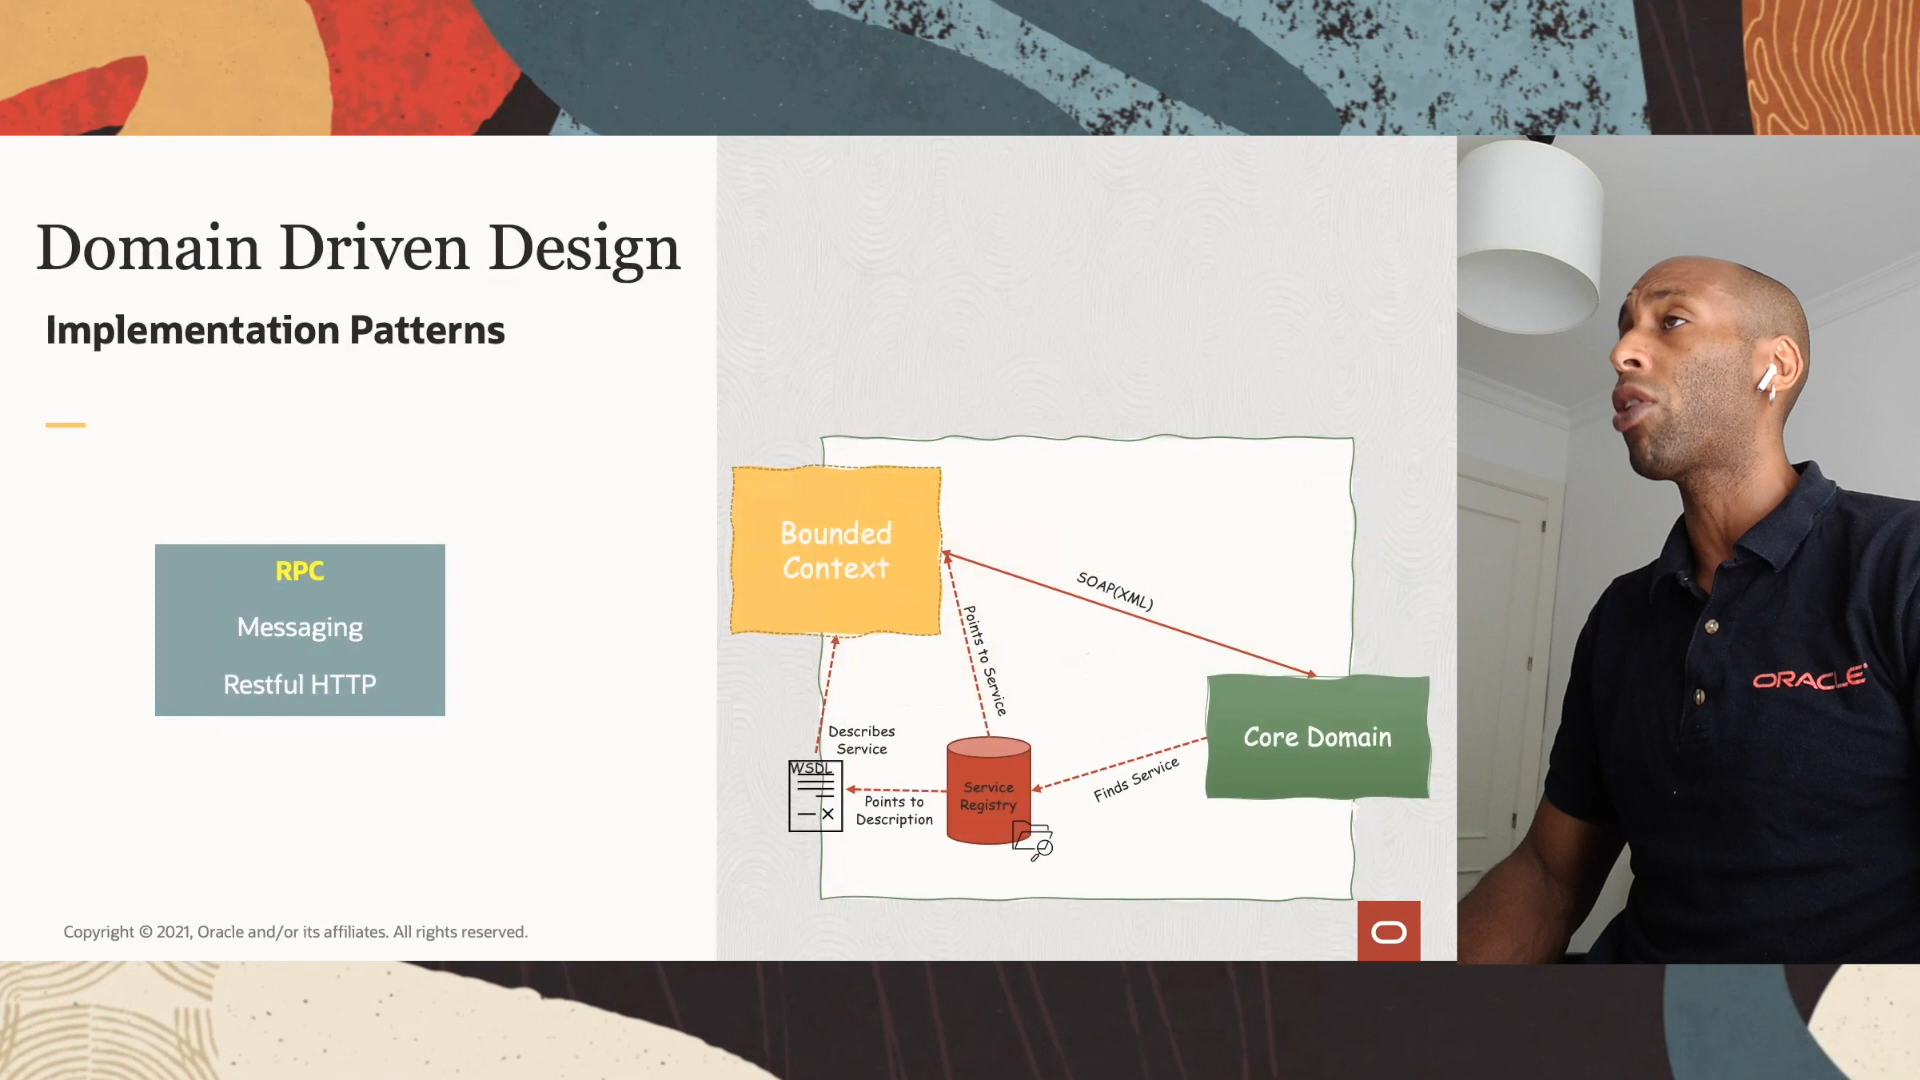 Domain Driven Design
Implementation Patterns
RPC
Messaging
Restful HTTP
Copyright © 2021, Oracle and/or its affiliates. All rights reserved.
Bounded
Context
SOAP(XML)
Points to Service
Describes
Service
WSDL
Points to
Description
Service
Registry
Finds Service
Core Domain
ORACLE